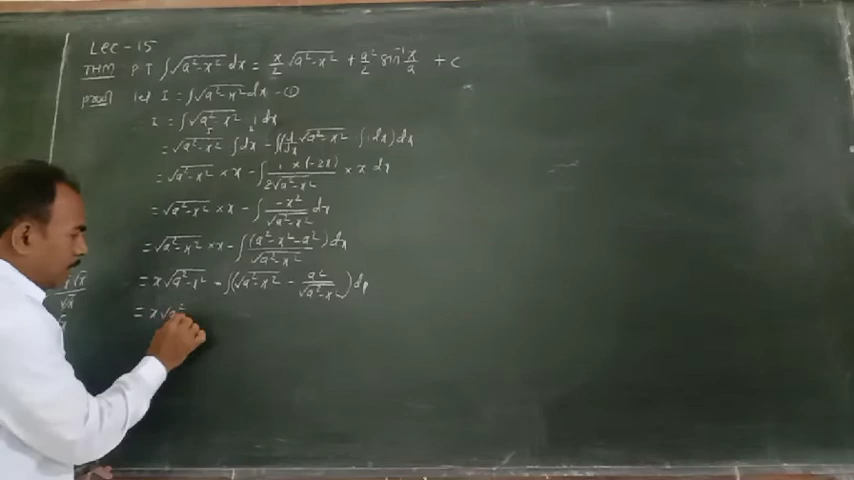 Lec - 15
THM P T ∫√(a²-x²) dx = x/2 √(a²-x²) + a²/2 sin⁻¹ x/a + c
proof let I = ∫√(a²-x²) dx - ①
∴ I = ∫√(a²-x²) . 1 dx
= √(a²-x²) ∫dx - ∫(d/dx √(a²-x²) ∫1dx) dx
= √(a²-x²) × x - ∫ 1 × (-2x) / 2√(a²-x²) × x dx
= √(a²-x²) × x - ∫ -x² / √(a²-x²) dx
= √(a²-x²) × x - ∫ (a²-x²-a²) / √(a²-x²) dx
= x√(a²-x²) - ∫(√(a²-x²) - a² / √(a²-x²)) dx
= x√a²